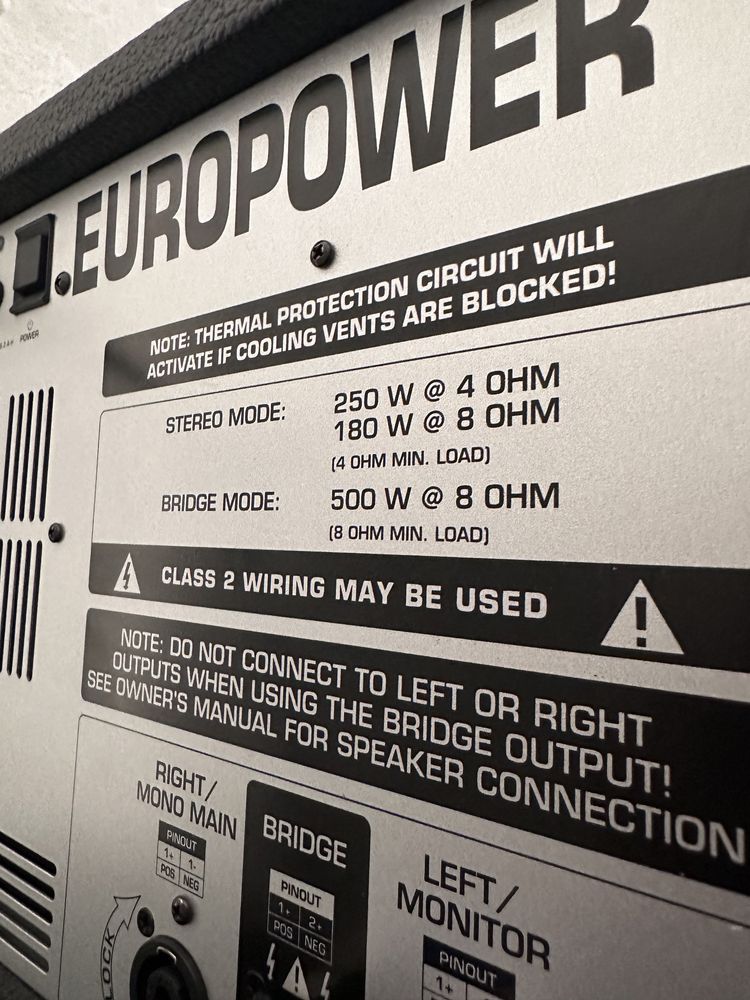 EUROPOWER
POWER
NOTE: THERMAL PROTECTION CIRCUIT WILL
ACTIVATE IF COOLING VENTS ARE BLOCKED!
STEREO MODE: 250 W @ 4 OHM
180 W @ 8 OHM
(4 OHM MIN. LOAD)
BRIDGE MODE: 500 W @ 8 OHM
(8 OHM MIN. LOAD)
CLASS 2 WIRING MAY BE USED
NOTE: DO NOT CONNECT TO LEFT OR RIGHT
OUTPUTS WHEN USING THE BRIDGE OUTPUT!
SEE OWNER'S MANUAL FOR SPEAKER CONNECTION
RIGHT/
MONO MAIN
PINOUT
1+ 1-
POS NEG
LOCK
BRIDGE
PINOUT
1+ 2+
POS NEG
LEFT/
MONITOR
PINOUT